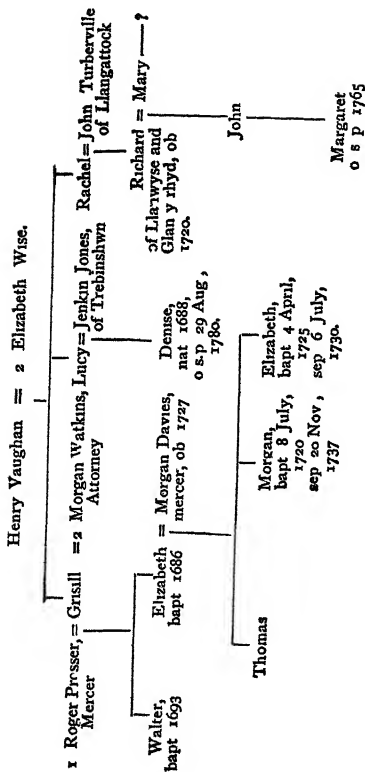 Henry Vaughan = 2 Elizabeth Wise.
1 Roger Prosser, = Grisill = 2 Morgan Watkins, Lucy = Jenkin Jones, Rachel = John Turberville
Mercer Attorney of Trebinshwn of Llangattock
Walter, Elizabeth = Morgan Davies, Denise, Richard = Mary — ?
bapt 1693 bapt 1686 mercer, ob 1727 nat 1688, of Llanwyse and
o s.p 29 Aug, Glan y rhyd, ob
1780. 1720.
Thomas Morgan, Elizabeth, John
bapt 8 July, bapt 4 April,
1720 1725
sep 20 Nov, sep 6 July,
1737 1730.
Margaret
o s p 1765